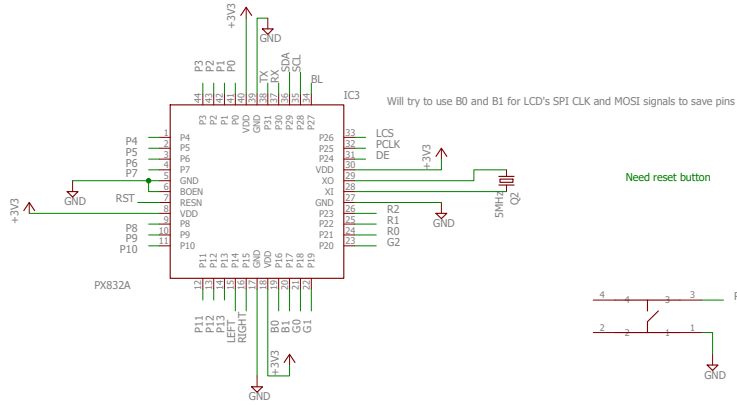 +3V3
GND
P3
P2
P1
P0
TX
RX
SDA
SCL
BL
44
43
42
41
40
39
38
37
36
35
34
IC3
P3
P2
P1
P0
VDD
GND
P31
P30
P29
P28
P27
Will try to use B0 and B1 for LCD's SPI CLK and MOSI signals to save pins
P4
P5
P6
P7
1
2
3
4
5
6
7
8
9
10
11
P4
P5
P6
P7
GND
BOEN
RESN
VDD
P8
P9
P10
GND
RST
+3V3
P8
P9
P10
P26
P25
P24
VDD
XO
XI
GND
P23
P22
P21
P20
33
32
31
30
29
28
27
26
25
24
23
LCS
PCLK
DE
+3V3
5MHz
Q2
GND
R2
R1
R0
G2
Need reset button
P11
P12
P13
P14
P15
GND
VDD
P16
P17
P18
P19
12
13
14
15
16
17
18
19
20
21
22
PX832A
P11
P12
P13
LEFT
RIGHT
B0
B1
G0
G1
+3V3
GND
4
4
3
3
2
2
1
1
GND